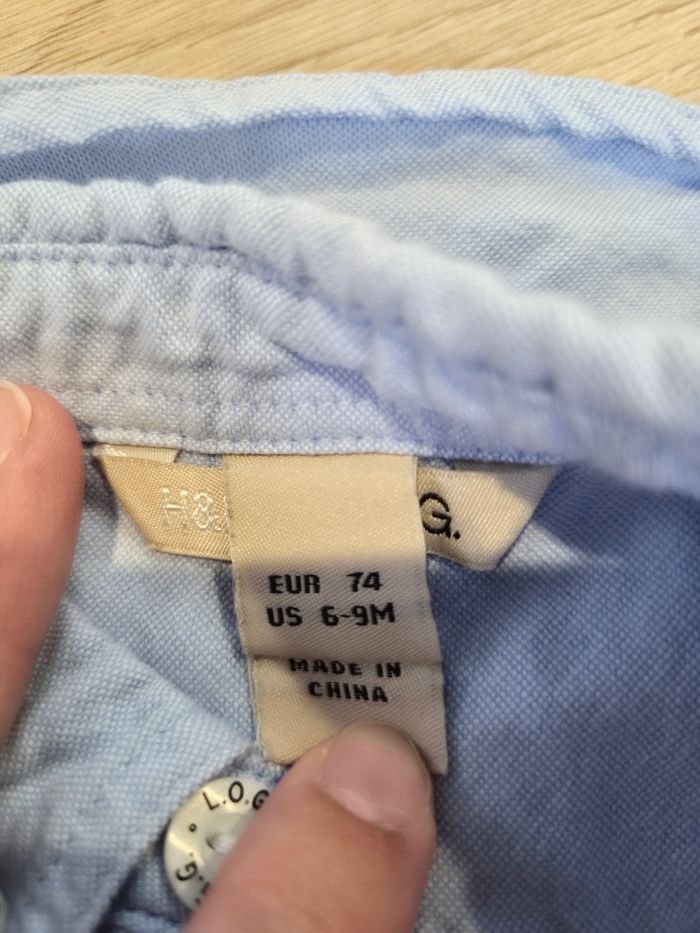 H&
G.
EUR 74
US 6-9M
MADE IN
CHINA
L.O.G
.G.